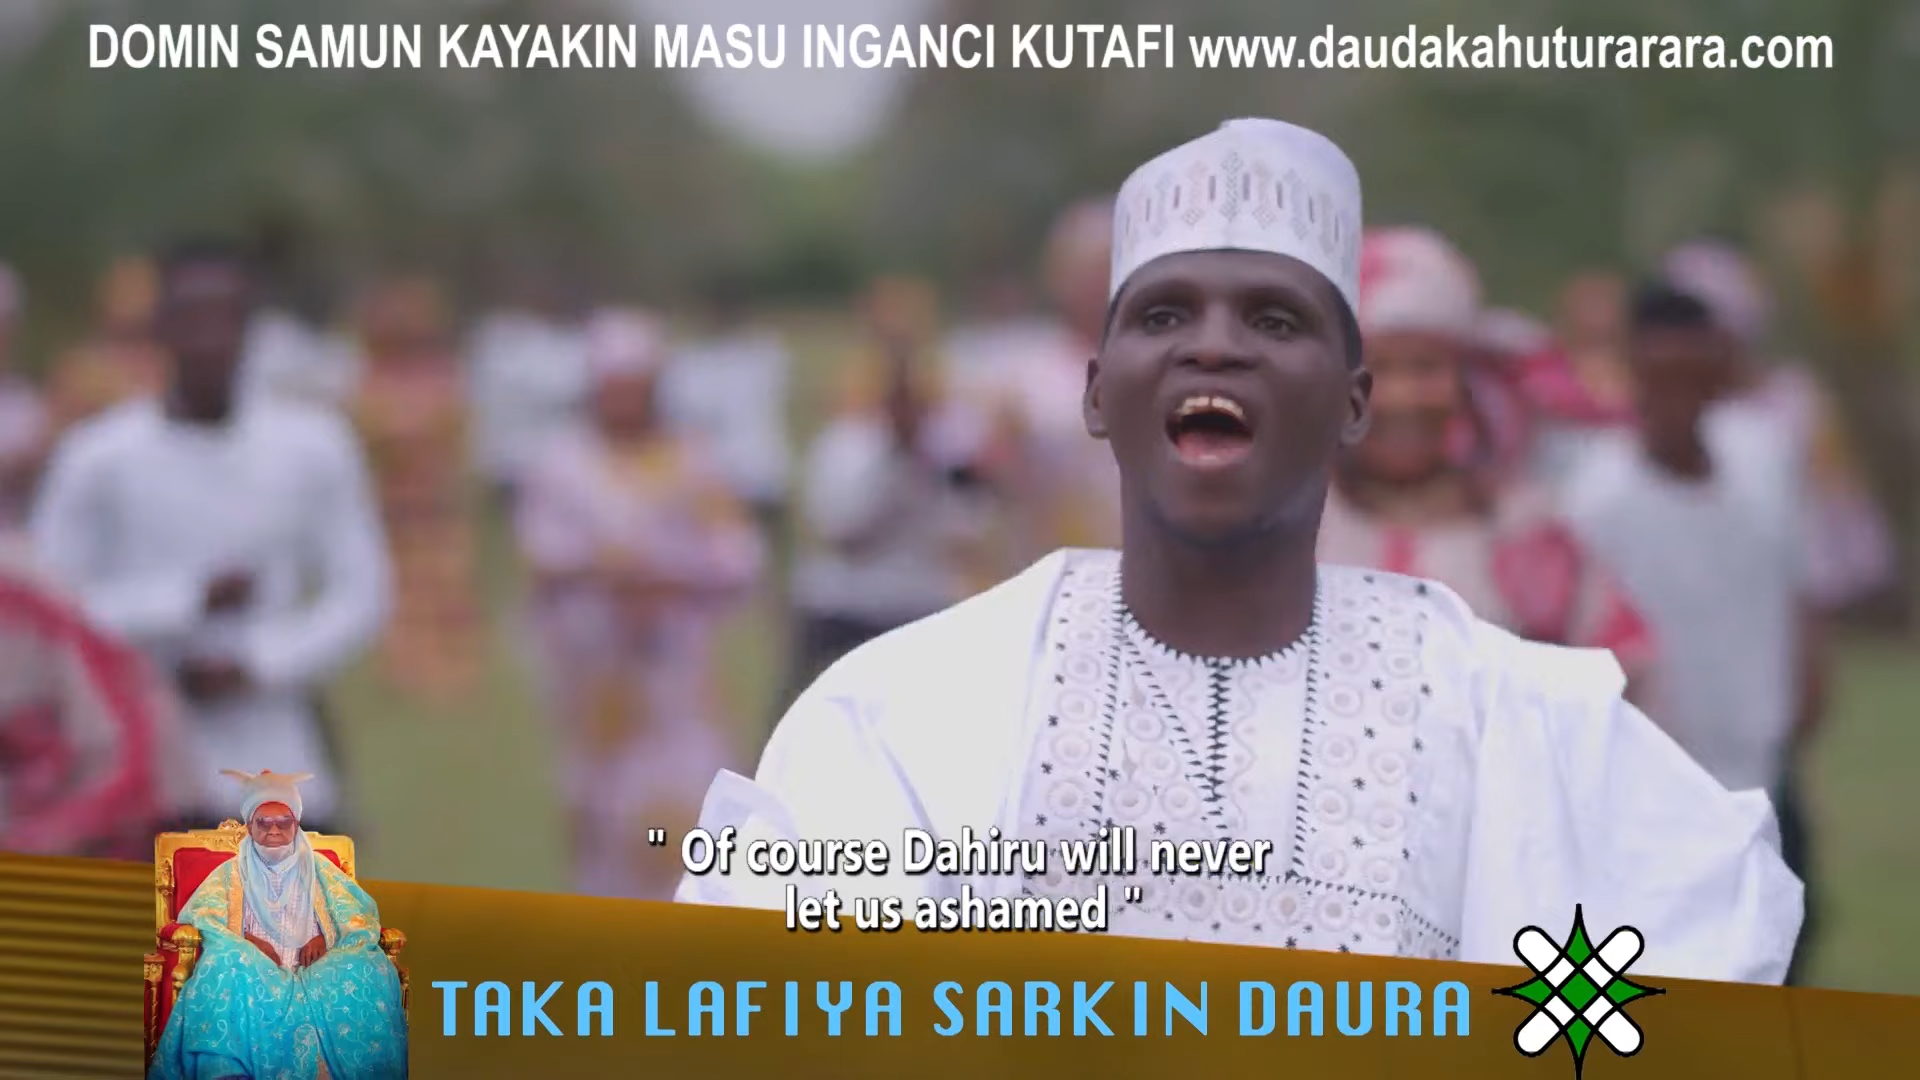 DOMIN SAMUN KAYAKIN MASU INGANCI KUTAFI www.daudakahuturarara.com
" Of course Dahiru will never
let us ashamed "
TAKA LAFIYA SARKIN DAURA